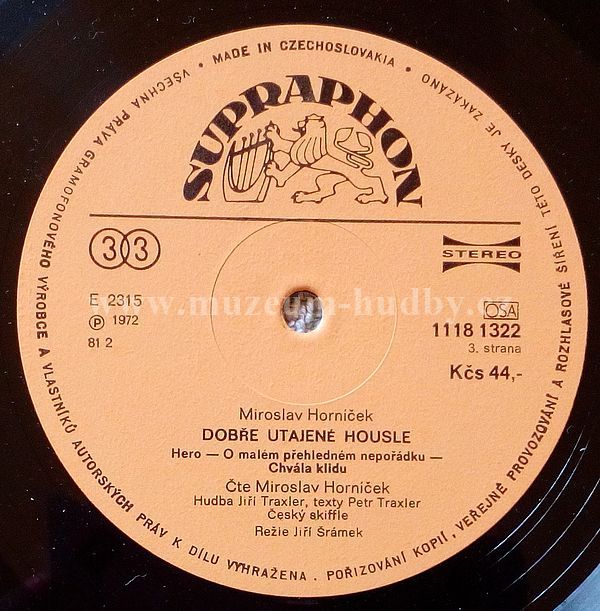 VŠECHNA PRÁVA GRAMOFONOVÉHO VÝROBCE A VLASTNÍKŮ AUTORSKÝCH PRÁV K DÍLU VYHRAŽENA . POŘIZOVÁNÍ KOPIÍ, VEŘEJNÉ PROVOZOVÁNÍ A ROZHLASOVÉ ŠÍŘENÍ TÉTO DESKY JE ZAKÁZÁNO • MADE IN CZECHOSLOVAKIA •
SUPRAPHON
33
STEREO
E 2315
OSA
℗ 1972
1118 1322
81 2
3. strana
Kčs 44,-
www.muzeum-hudby.cz
Miroslav Horníček
DOBŘE UTAJENÉ HOUSLE
Hero — O malém přehledném nepořádku —
Chvála klidu
Čte Miroslav Horníček
Hudba Jiří Traxler, texty Petr Traxler
Český skiffle
Režie Jiří Šrámek